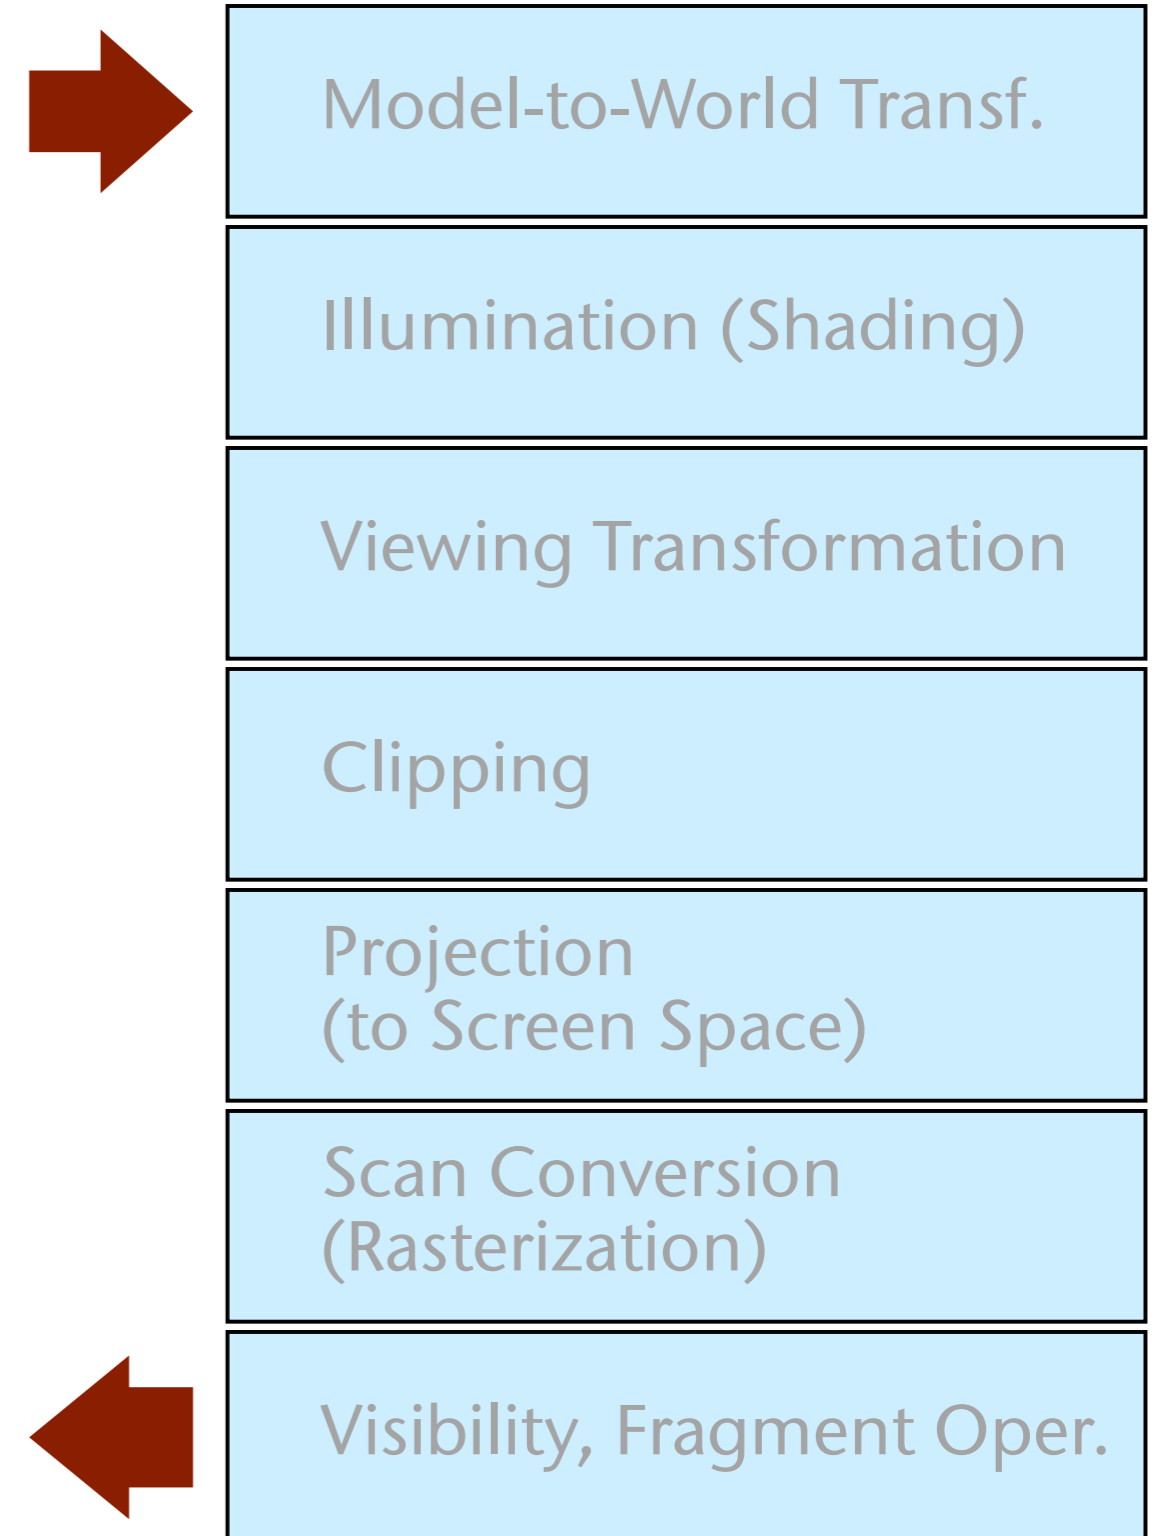 Model-to-World Transf.
Illumination (Shading)
Viewing Transformation
Clipping
Projection
(to Screen Space)
Scan Conversion
(Rasterization)
Visibility, Fragment Oper.